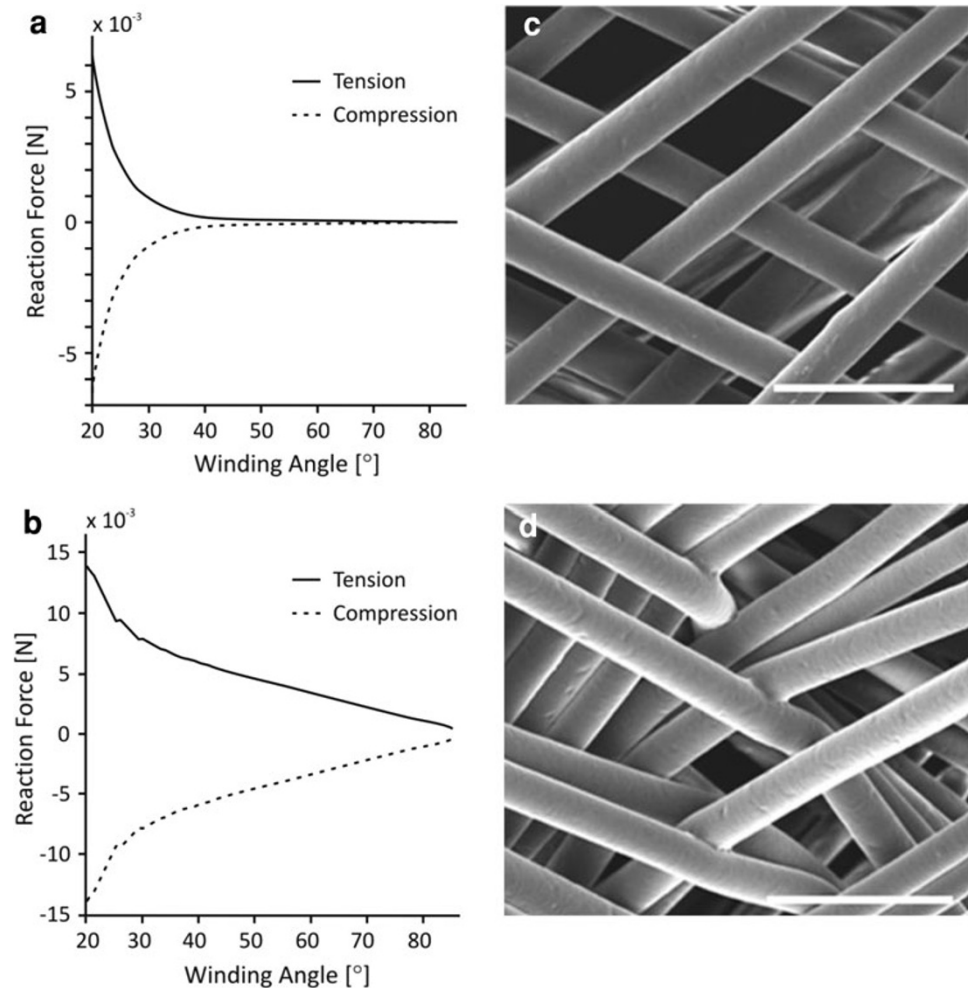 a
x 10⁻³
5
0
-5
Reaction Force [N]
Tension
Compression
20 30 40 50 60 70 80
Winding Angle [°]
c
b
x 10⁻³
15
10
5
0
-5
-10
-15
Reaction Force [N]
Tension
Compression
20 30 40 50 60 70 80
Winding Angle [°]
d